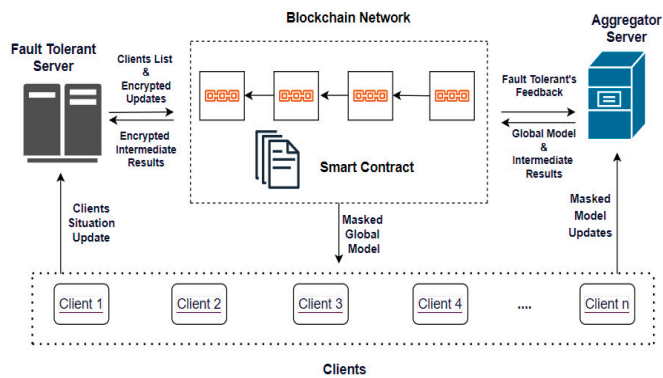 Blockchain Network
Aggregator
Server
Fault Tolerant
Server
Clients List
&
Encrypted
Updates
Encrypted
Intermediate
Results
Fault Tolerant's
Feedback
Global Model
&
Intermediate
Results
Smart Contract
Clients
Situation
Update
Masked
Global
Model
Masked
Model
Updates
Client 1
Client 2
Client 3
Client 4
....
Client n
Clients